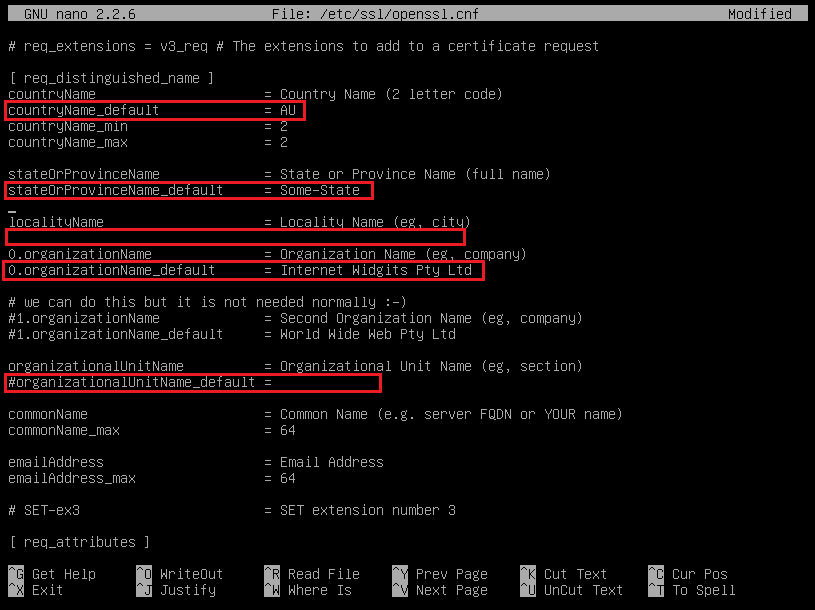 GNU nano 2.2.6 File: /etc/ssl/openssl.cnf Modified
# req_extensions = v3_req # The extensions to add to a certificate request
[ req_distinguished_name ]
countryName = Country Name (2 letter code)
countryName_default = AU
countryName_min = 2
countryName_max = 2
stateOrProvinceName = State or Province Name (full name)
stateOrProvinceName_default = Some-State
localityName = Locality Name (eg, city)
0.organizationName = Organization Name (eg, company)
0.organizationName_default = Internet Widgits Pty Ltd
# we can do this but it is not needed normally :-)
#1.organizationName = Second Organization Name (eg, company)
#1.organizationName_default = World Wide Web Pty Ltd
organizationalUnitName = Organizational Unit Name (eg, section)
#organizationalUnitName_default =
commonName = Common Name (e.g. server FQDN or YOUR name)
commonName_max = 64
emailAddress = Email Address
emailAddress_max = 64
# SET-ex3 = SET extension number 3
[ req_attributes ]
^G Get Help ^O WriteOut ^R Read File ^Y Prev Page ^K Cut Text ^C Cur Pos
^X Exit ^J Justify ^W Where Is ^V Next Page ^U UnCut Text ^T To Spell